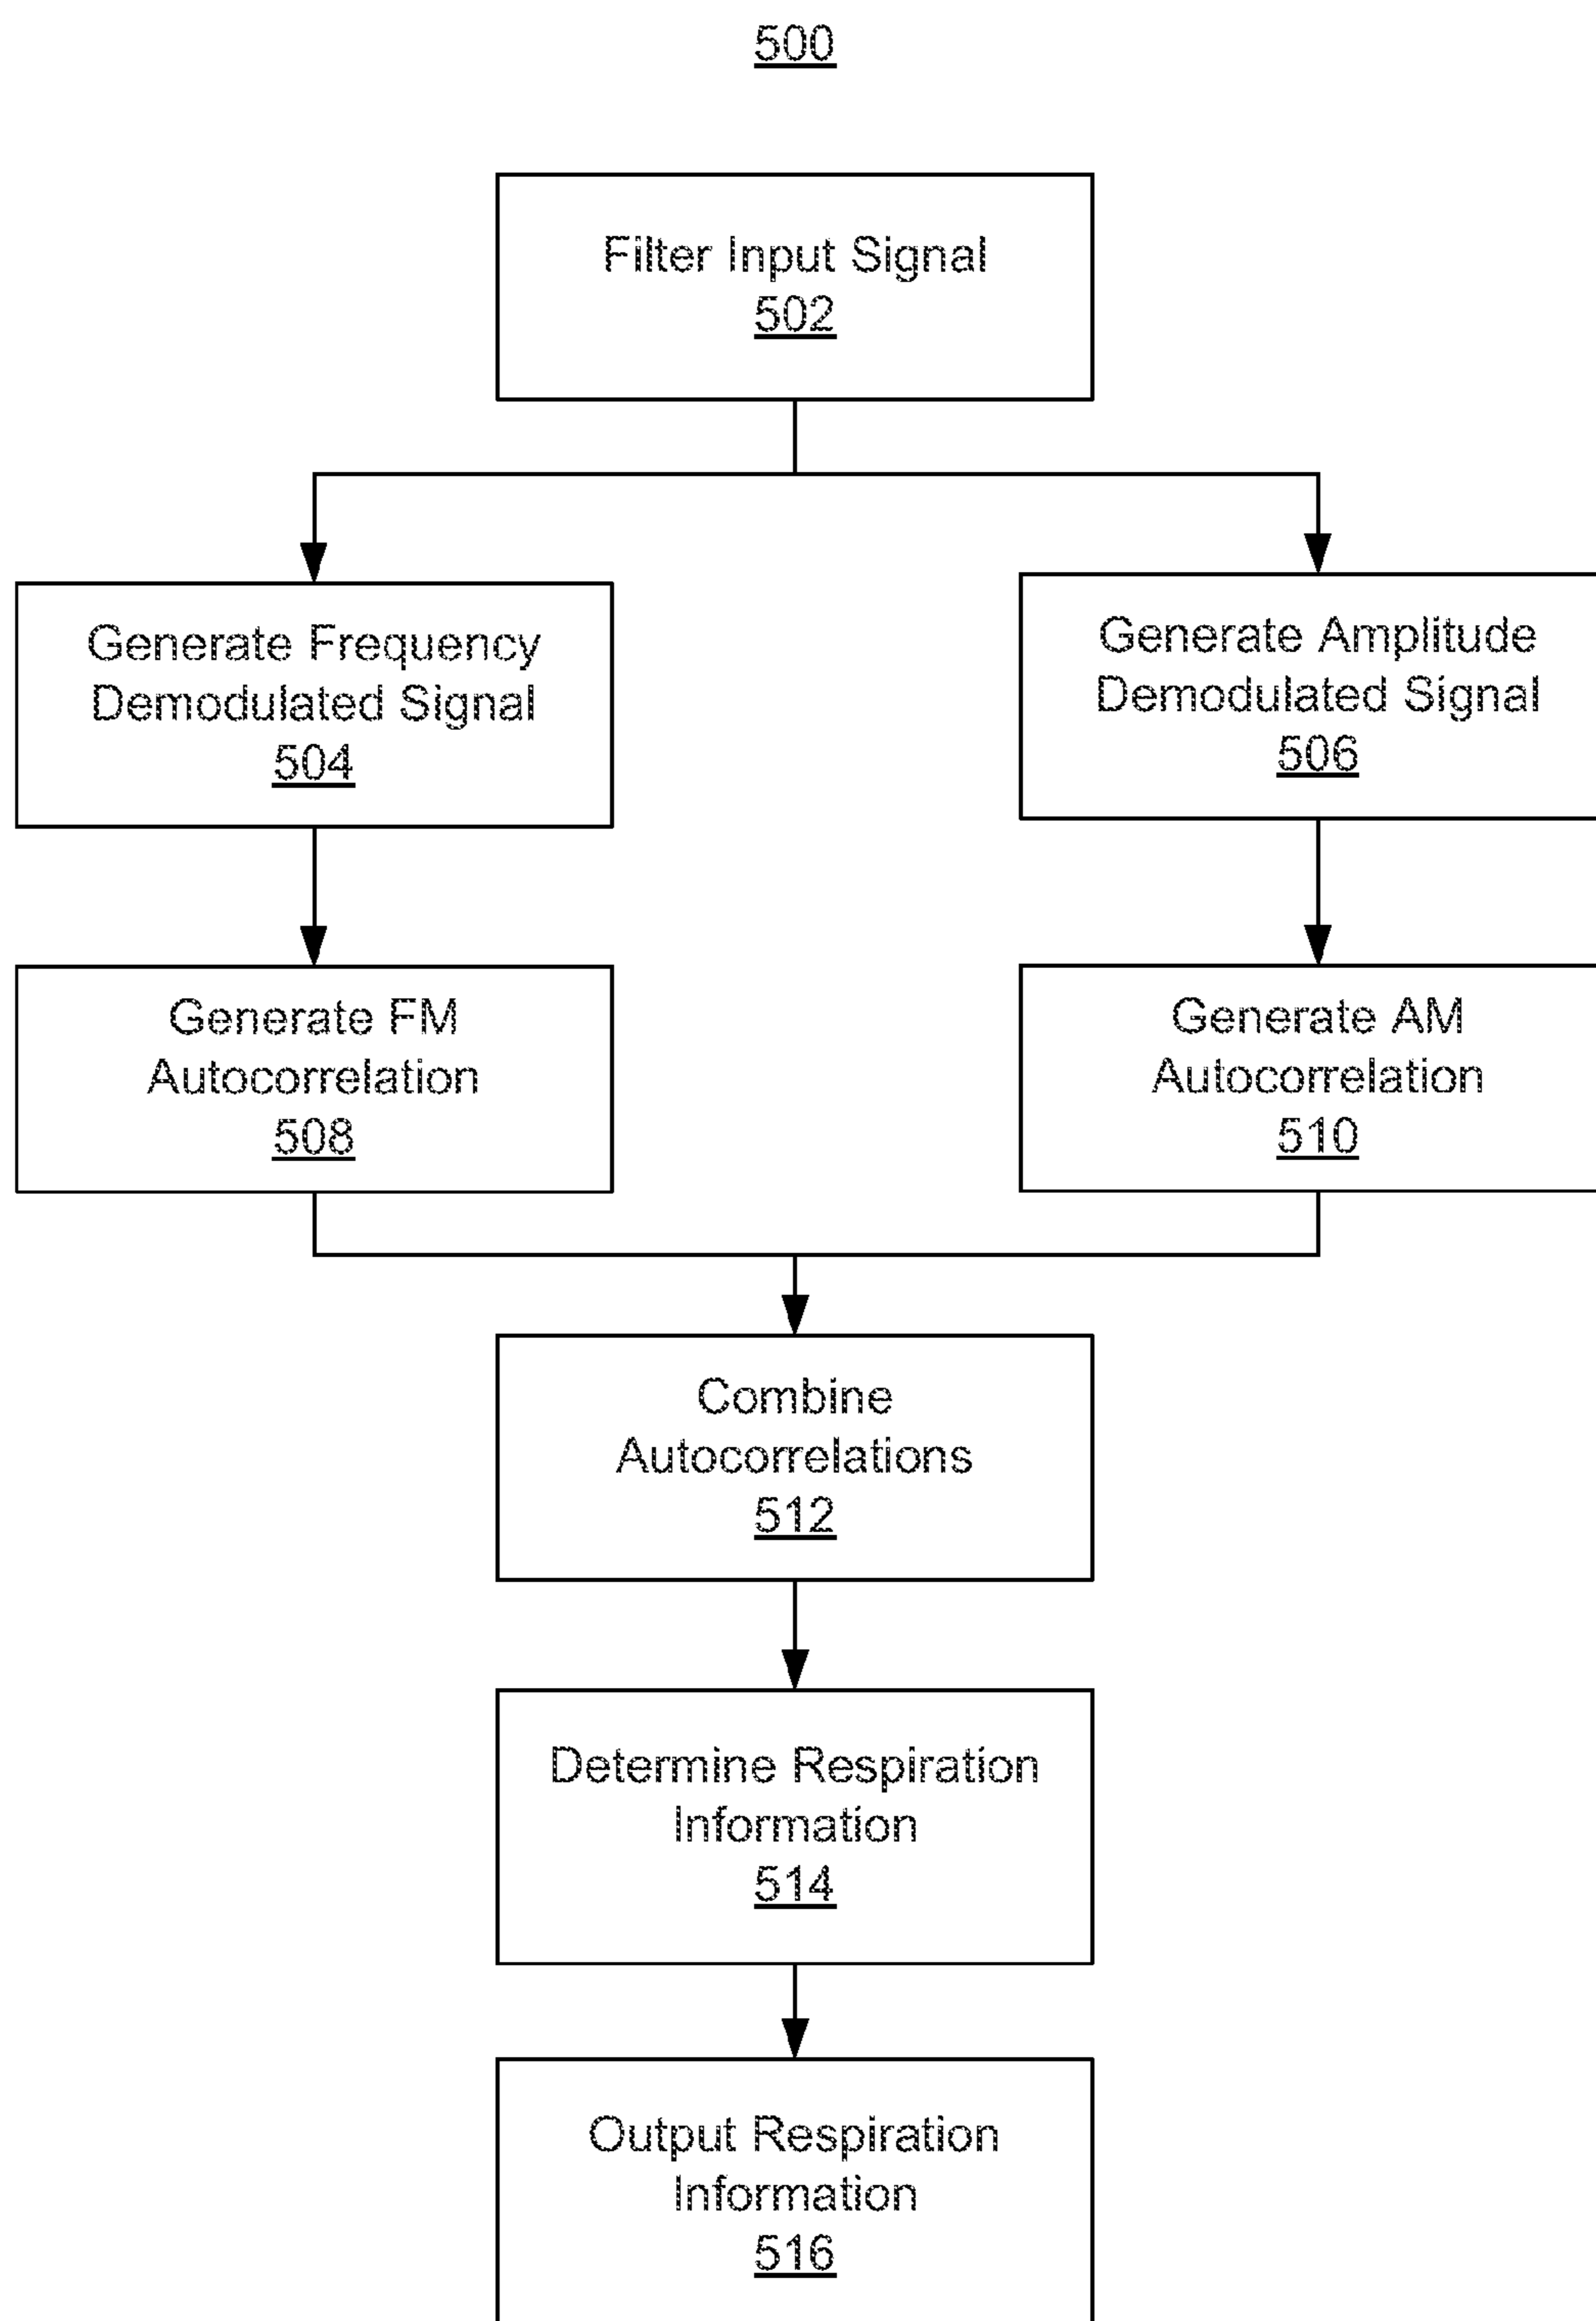 500
Filter Input Signal
502
Generate Frequency
Demodulated Signal
504
Generate Amplitude
Demodulated Signal
506
Generate FM
Autocorrelation
508
Generate AM
Autocorrelation
510
Combine
Autocorrelations
512
Determine Respiration
Information
514
Output Respiration
Information
516